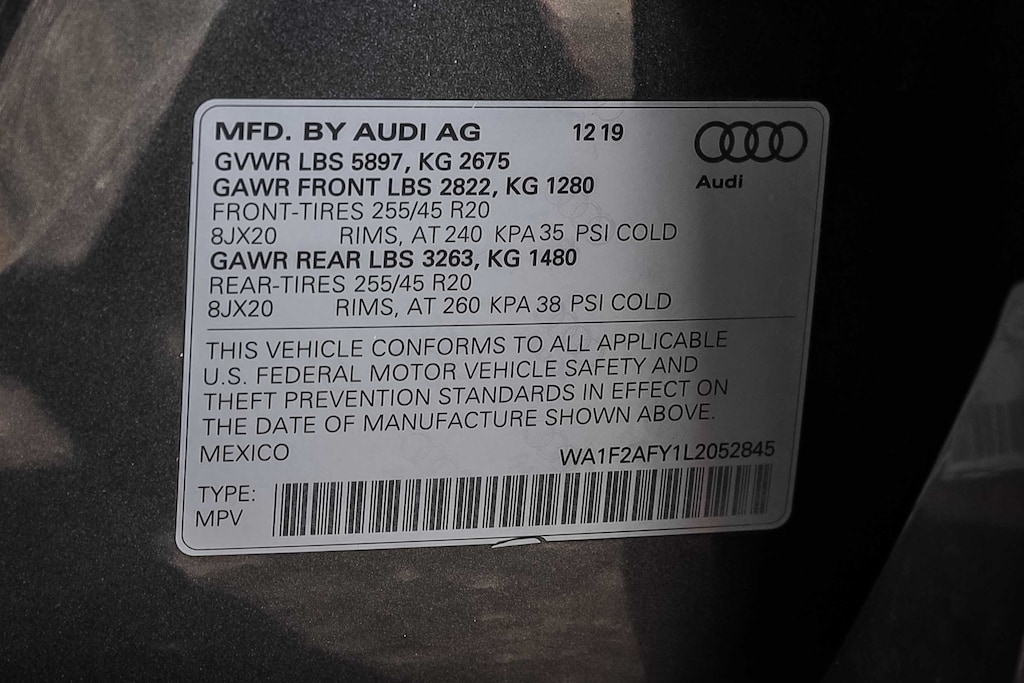 MFD. BY AUDI AG 12 19
GVWR LBS 5897, KG 2675
GAWR FRONT LBS 2822, KG 1280
Audi
FRONT-TIRES 255/45 R20
8JX20 RIMS, AT 240 KPA 35 PSI COLD
GAWR REAR LBS 3263, KG 1480
REAR-TIRES 255/45 R20
8JX20 RIMS, AT 260 KPA 38 PSI COLD
THIS VEHICLE CONFORMS TO ALL APPLICABLE
U.S. FEDERAL MOTOR VEHICLE SAFETY AND
THEFT PREVENTION STANDARDS IN EFFECT ON
THE DATE OF MANUFACTURE SHOWN ABOVE.
MEXICO WA1F2AFY1L2052845
TYPE:
MPV